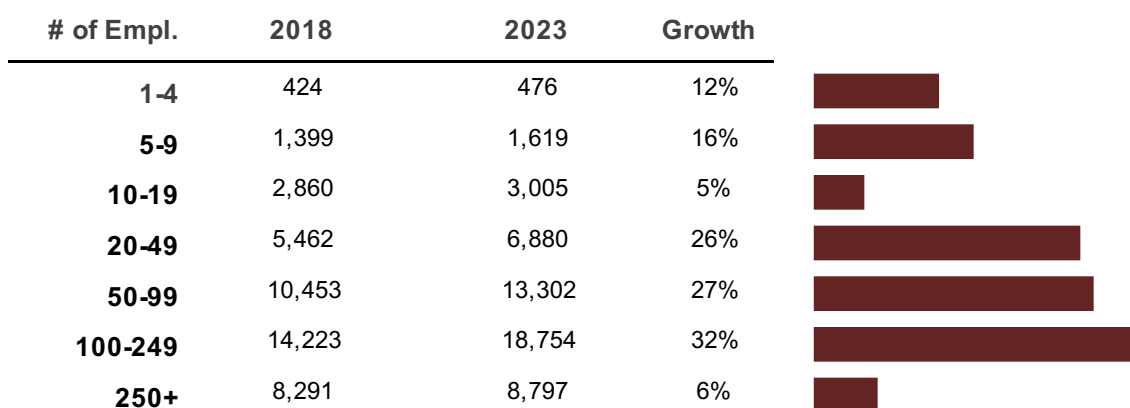 # of Empl. 2018 2023 Growth
1-4 424 476 12%
5-9 1,399 1,619 16%
10-19 2,860 3,005 5%
20-49 5,462 6,880 26%
50-99 10,453 13,302 27%
100-249 14,223 18,754 32%
250+ 8,291 8,797 6%